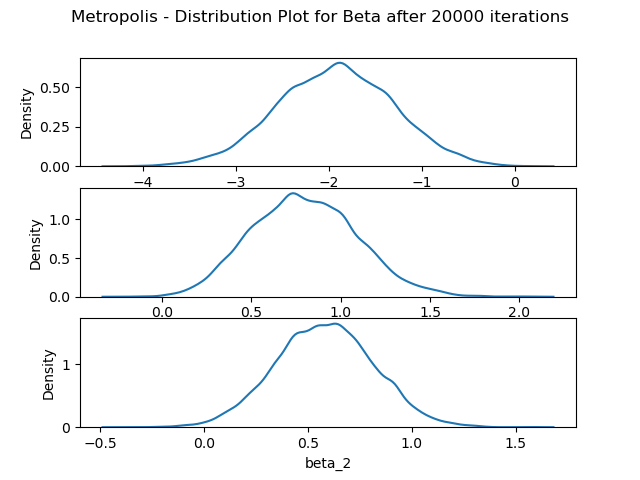 Metropolis - Distribution Plot for Beta after 20000 iterations
0.50
0.25
0.00
Density
−4 −3 −2 −1 0
1.0
0.5
0.0
Density
0.0 0.5 1.0 1.5 2.0
1
0
Density
−0.5 0.0 0.5 1.0 1.5
beta_2